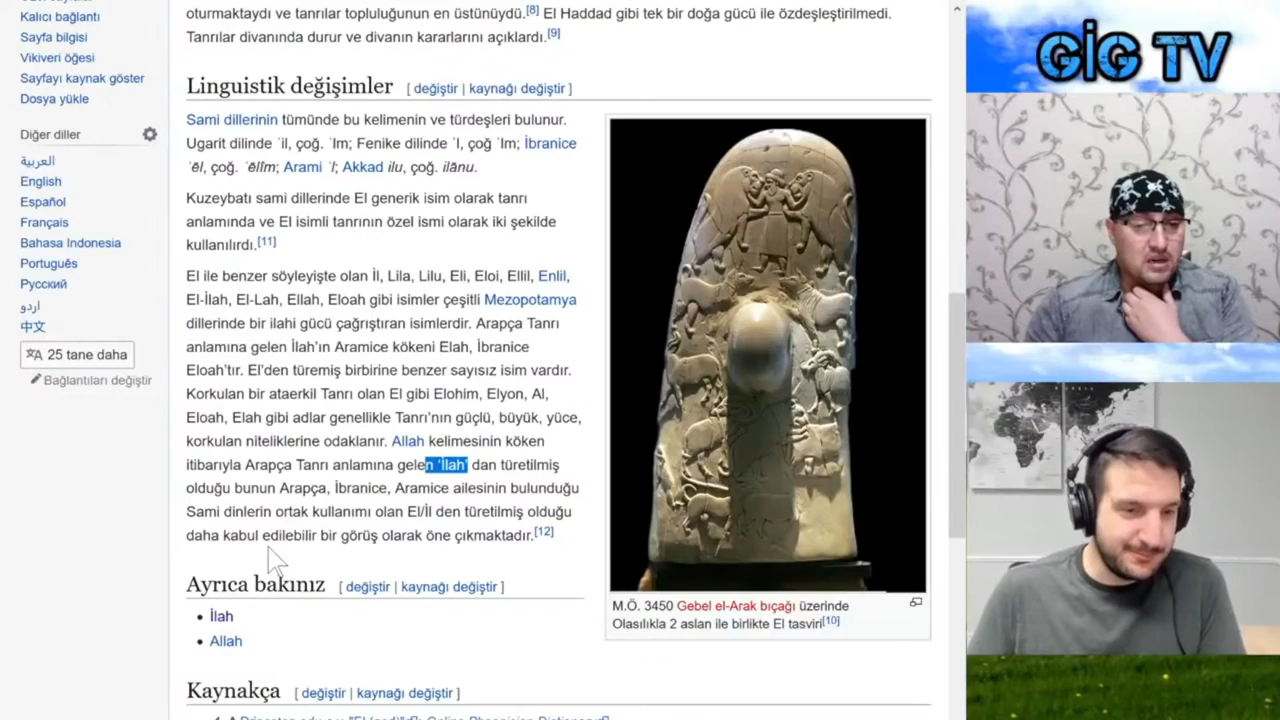 Kalıcı bağlantı
Sayfa bilgisi
Vikiveri öğesi
Sayfayı kaynak göster
Dosya yükle
Diğer diller
العربية
English
Español
Français
Bahasa Indonesia
Português
Русский
اردو
中文
25 tane daha
Bağlantıları değiştir
oturmaktaydı ve tanrılar topluluğunun en üstünüydü.[8] El Haddad gibi tek bir doğa gücü ile özdeşleştirilmedi.
Tanrılar divanında durur ve divanın kararlarını açıklardı.[9]
Linguistik değişimler [ değiştir | kaynağı değiştir ]
Sami dillerinin tümünde bu kelimenin ve türdeşleri bulunur.
Ugarit dilinde ʾil, çoğ. ʾlm; Fenike dilinde ʾl, çoğ ʾlm; İbranice
ʾēl, çoğ. ʾēlîm; Arami ʾl; Akkad ilu, çoğ. ilānu.
Kuzeybatı sami dillerinde El generik isim olarak tanrı
anlamında ve El isimli tanrının özel ismi olarak iki şekilde
kullanılırdı.[11]
El ile benzer söyleyişte olan İl, Lila, Lilu, Eli, Eloi, Ellil, Enlil,
El-İlah, El-Lah, Ellah, Eloah gibi isimler çeşitli Mezopotamya
dillerinde bir ilahi gücü çağrıştıran isimlerdir. Arapça Tanrı
anlamına gelen İlah’ın Aramice kökeni Elah, İbranice
Eloah’tır. El’den türemiş birbirine benzer sayısız isim vardır.
Korkulan bir ataerkil Tanrı olan El gibi Elohim, Elyon, Al,
Eloah, Elah gibi adlar genellikle Tanrı’nın güçlü, büyük, yüce,
korkulan niteliklerine odaklanır. Allah kelimesinin köken
itibarıyla Arapça Tanrı anlamına gelen ‘İlah’ dan türetilmiş
olduğu bunun Arapça, İbranice, Aramice ailesinin bulunduğu
Sami dinlerin ortak kullanımı olan El/İl den türetilmiş olduğu
daha kabul edilebilir bir görüş olarak öne çıkmaktadır.[12]
M.Ö. 3450 Gebel el-Arak bıçağı üzerinde
Olasılıkla 2 aslan ile birlikte El tasviri[10]
Ayrıca bakınız [ değiştir | kaynağı değiştir ]
• İlah
• Allah
Kaynakça [ değiştir | kaynağı değiştir ]
GİG TV